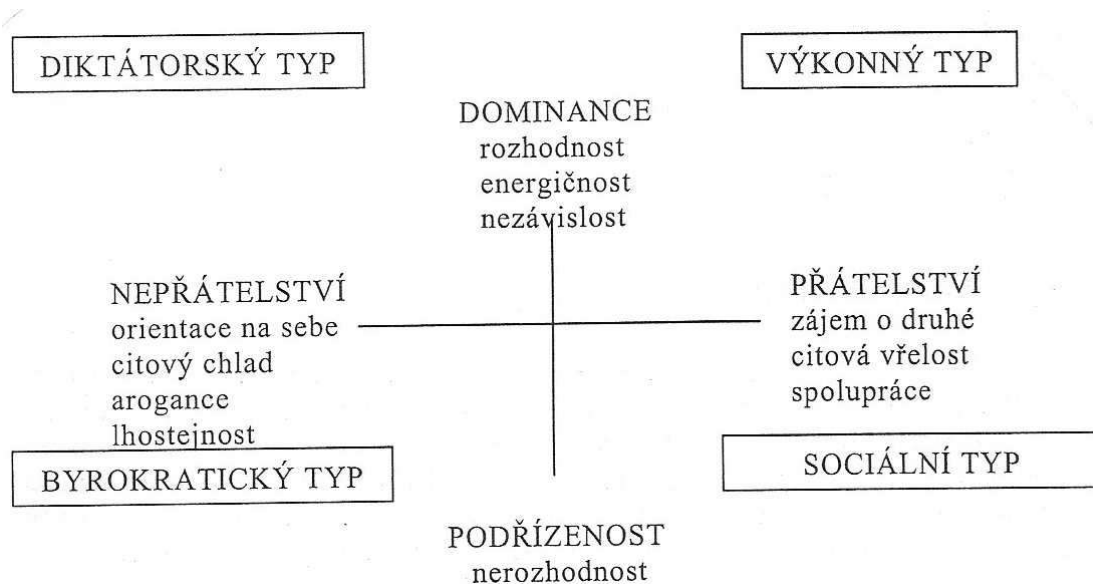 DIKTÁTORSKÝ TYP
VÝKONNÝ TYP
DOMINANCE
rozhodnost
energičnost
nezávislost
NEPŘÁTELSTVÍ
orientace na sebe
citový chlad
arogance
lhostejnost
PŘÁTELSTVÍ
zájem o druhé
citová vřelost
spolupráce
BYROKRATICKÝ TYP
SOCIÁLNÍ TYP
PODŘÍZENOST
nerozhodnost